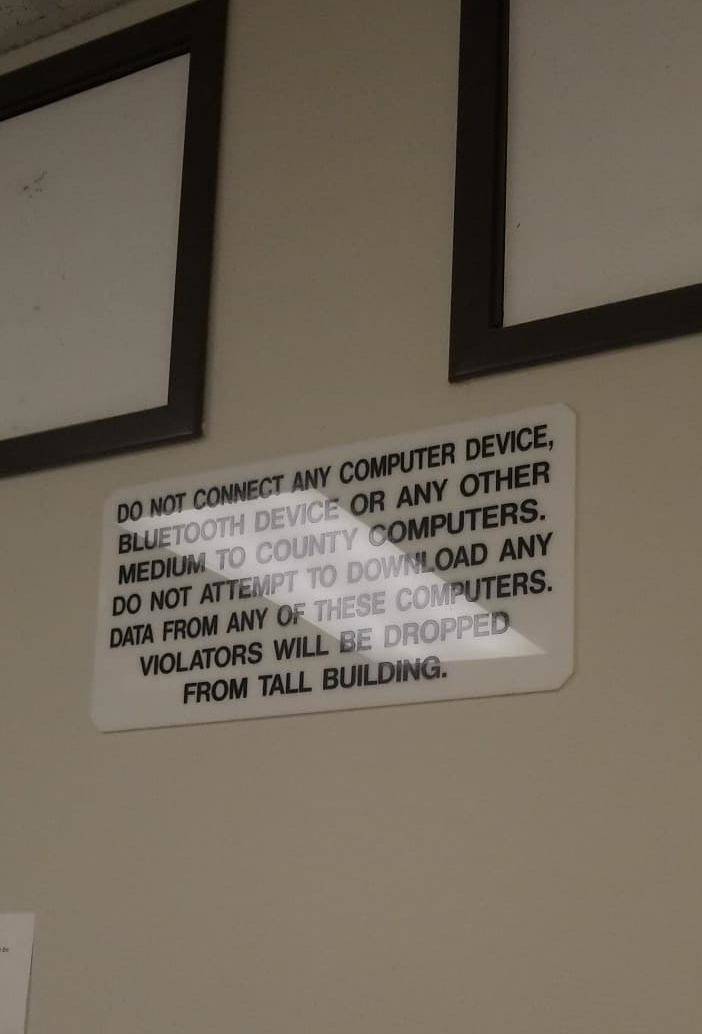 DO NOT CONNECT ANY COMPUTER DEVICE,
BLUETOOTH DEVICE OR ANY OTHER
MEDIUM TO COUNTY COMPUTERS.
DO NOT ATTEMPT TO DOWNLOAD ANY
DATA FROM ANY OF THESE COMPUTERS.
VIOLATORS WILL BE DROPPED
FROM TALL BUILDING.